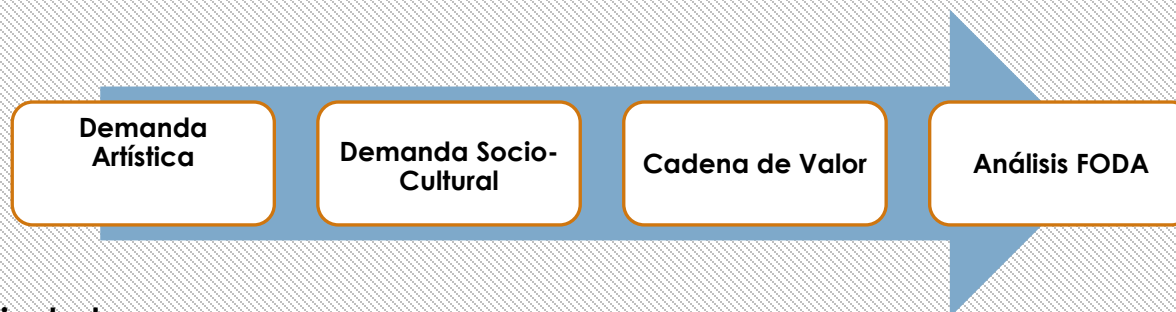 Demanda
Artística
Demanda Socio-
Cultural
Cadena de Valor
Análisis FODA